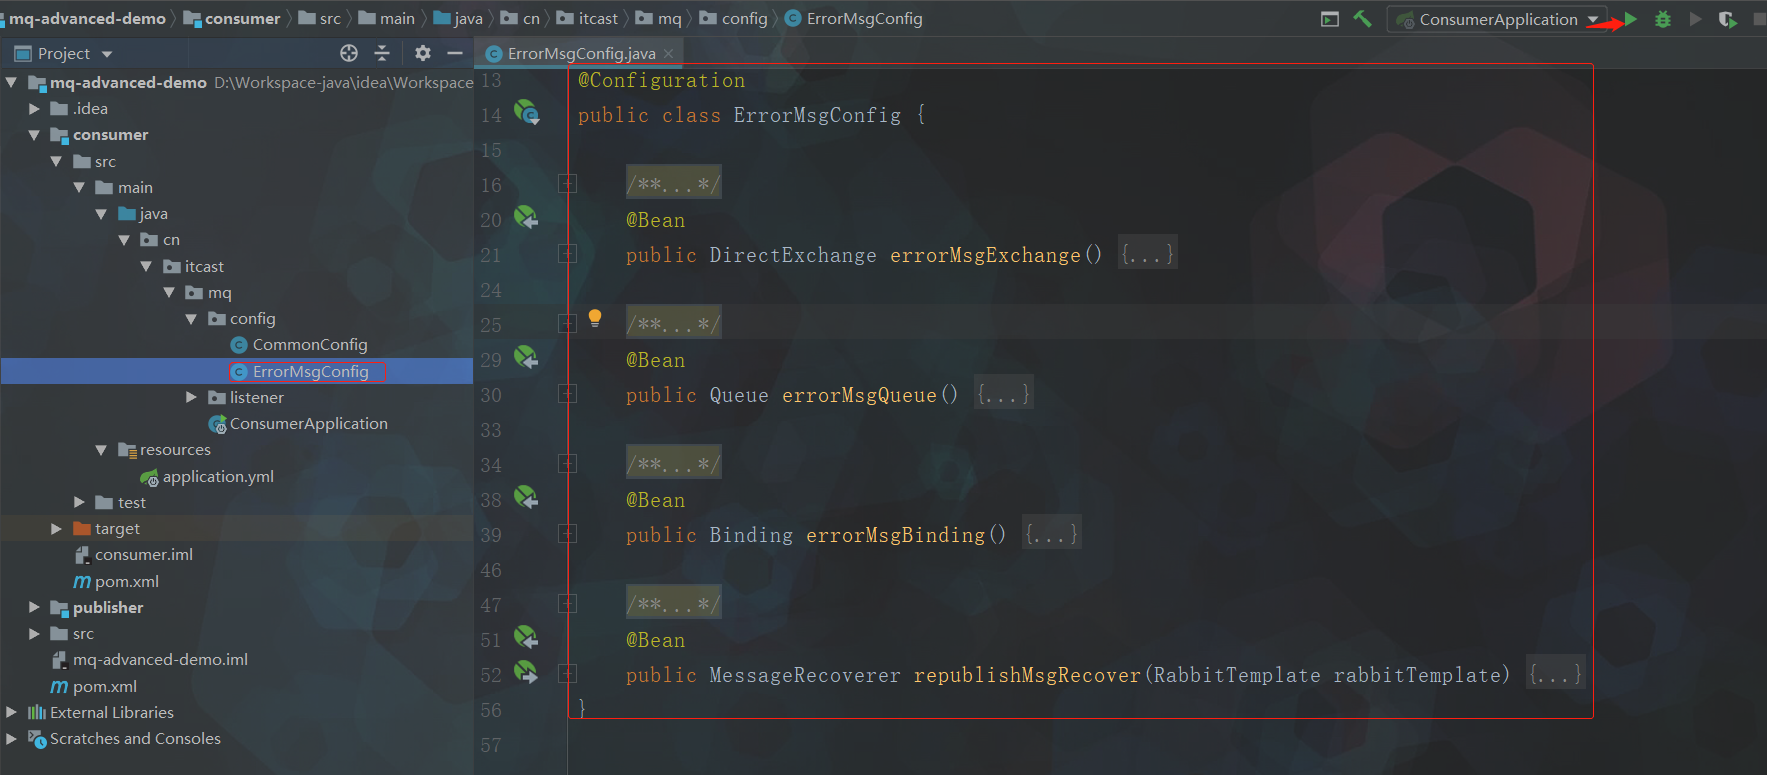 mq-advanced-demo consumer src main java cn itcast mq config ErrorMsgConfig ConsumerApplication
Project
ErrorMsgConfig.java
mq-advanced-demo D:\Workspace-java\idea\Workspace
.idea
consumer
src
main
java
cn
itcast
mq
config
CommonConfig
ErrorMsgConfig
listener
ConsumerApplication
resources
application.yml
test
target
consumer.iml
pom.xml
publisher
src
mq-advanced-demo.iml
pom.xml
External Libraries
Scratches and Consoles
13 @Configuration
14 public class ErrorMsgConfig {
15
16 /**...*/
20 @Bean
21 public DirectExchange errorMsgExchange() {...}
24
25 /**...*/
29 @Bean
30 public Queue errorMsgQueue() {...}
33
34 /**...*/
38 @Bean
39 public Binding errorMsgBinding() {...}
46
47 /**...*/
51 @Bean
52 public MessageRecoverer republishMsgRecover(RabbitTemplate rabbitTemplate) {...}
56 }
57